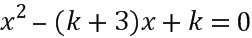 x² − (k + 3)x + k = 0